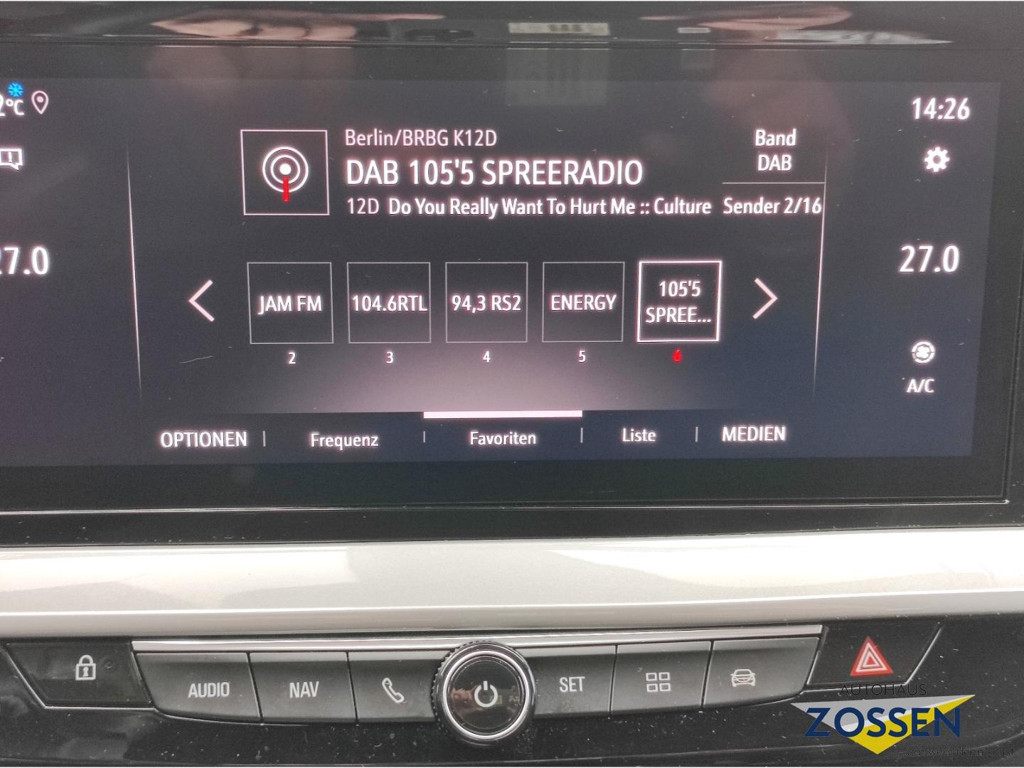 2°C
14:26
Berlin/BRBG K12D
DAB 105'5 SPREERADIO
12D Do You Really Want To Hurt Me :: Culture
Band
DAB
Sender 2/16
27.0
27.0
JAM FM
104.6RTL
94,3 RS2
ENERGY
105'5
SPREE...
2
3
4
5
6
A/C
OPTIONEN
Frequenz
Favoriten
Liste
MEDIEN
AUDIO
NAV
SET
AUTOHAUS
ZOSSEN